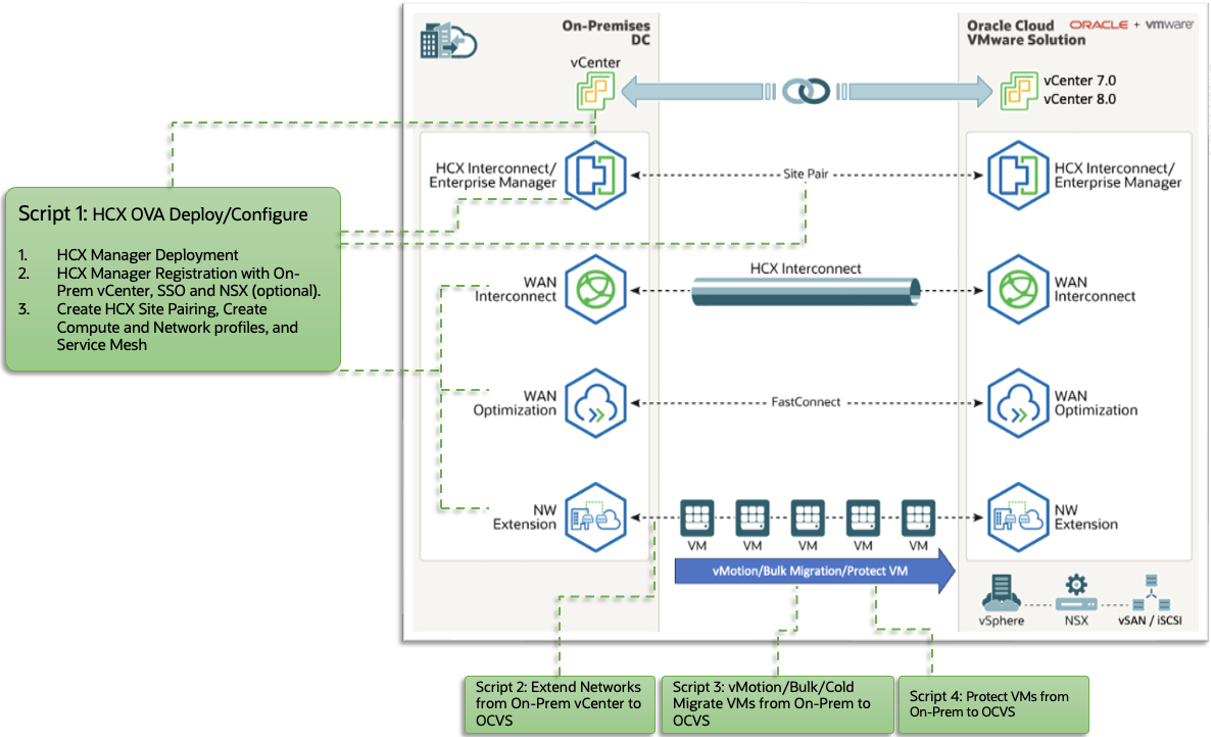 On-Premises
DC
Oracle Cloud
VMware Solution
ORACLE + vmware
vCenter
vCenter 7.0
vCenter 8.0
HCX Interconnect/
Enterprise Manager
Site Pair
HCX Interconnect/
Enterprise Manager
Script 1: HCX OVA Deploy/Configure
1. HCX Manager Deployment
2. HCX Manager Registration with On-
Prem vCenter, SSO and NSX (optional).
3. Create HCX Site Pairing, Create
Compute and Network profiles, and
Service Mesh
WAN
Interconnect
HCX Interconnect
WAN
Interconnect
WAN
Optimization
FastConnect
WAN
Optimization
NW
Extension
VM
VM
VM
VM
VM
NW
Extension
vMotion/Bulk Migration/Protect VM
vSphere
NSX
vSAN / iSCSI
Script 2: Extend Networks
from On-Prem vCenter to
OCVS
Script 3: vMotion/Bulk/Cold
Migrate VMs from On-Prem to
OCVS
Script 4: Protect VMs from
On-Prem to OCVS